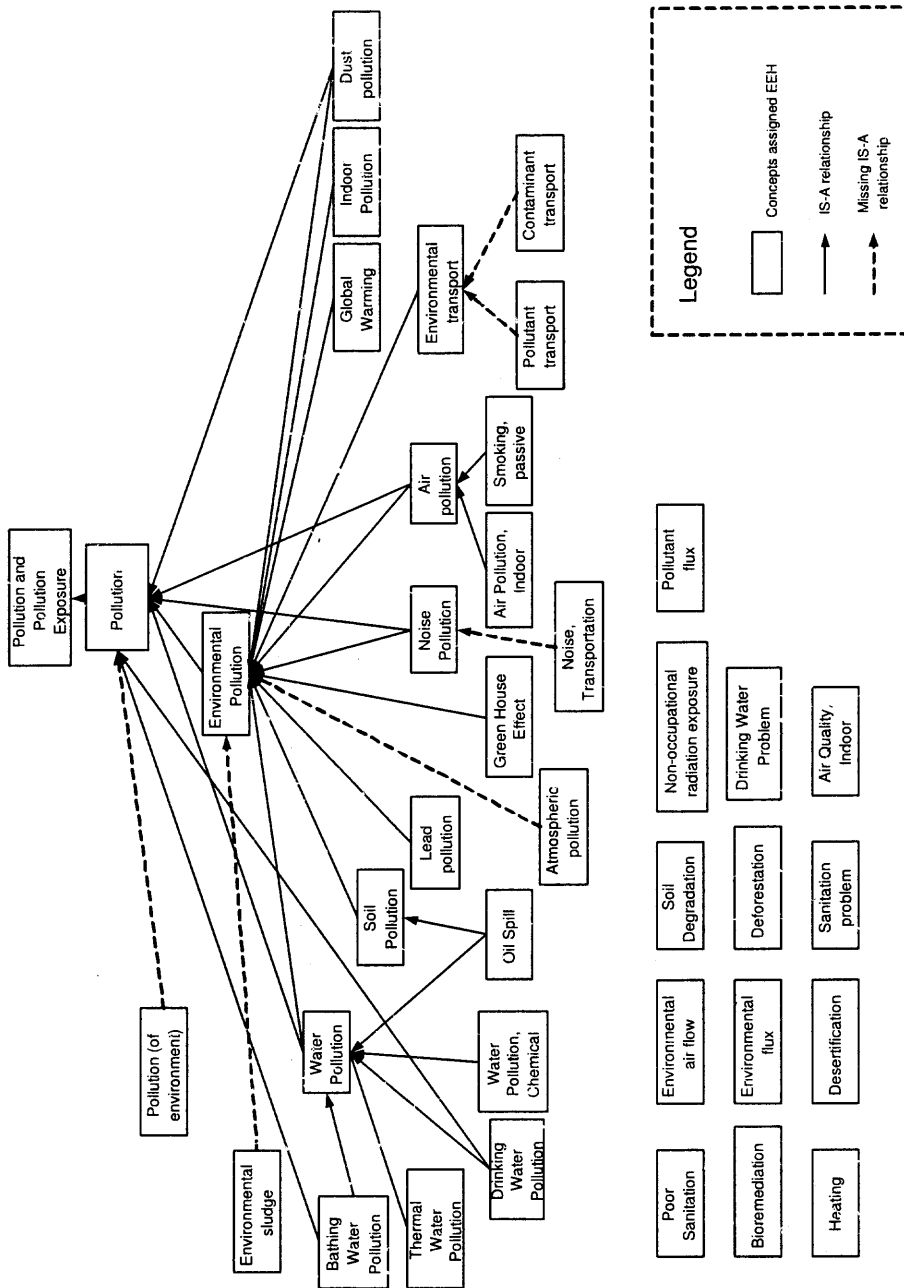 Pollution and
Pollution
Exposure
Pollution
Pollution (of
environment)
Environmental
Pollution
Environmental
sludge
Bathing
Water
Pollution
Water
Pollution
Soil
Pollution
Lead
pollution
Noise
Pollution
Air
pollution
Environmental
transport
Global
Warming
Indoor
Pollution
Dust
pollution
Thermal
Water
Pollution
Drinking
Water
Pollution
Water
Pollution,
Chemical
Oil Spill
Atmospheric
pollution
Green House
Effect
Noise,
Transportation
Air Pollution,
Indoor
Smoking,
passive
Pollutant
transport
Contaminant
transport
Poor
Sanitation
Environmental
air flow
Soil
Degradation
Non-occupational
radiation exposure
Pollutant
flux
Bioremediation
Environmental
flux
Deforestation
Drinking Water
Problem
Heating
Desertification
Sanitation
problem
Air Quality,
Indoor
Legend
Concepts assigned EEH
IS-A relationship
Missing IS-A
relationship